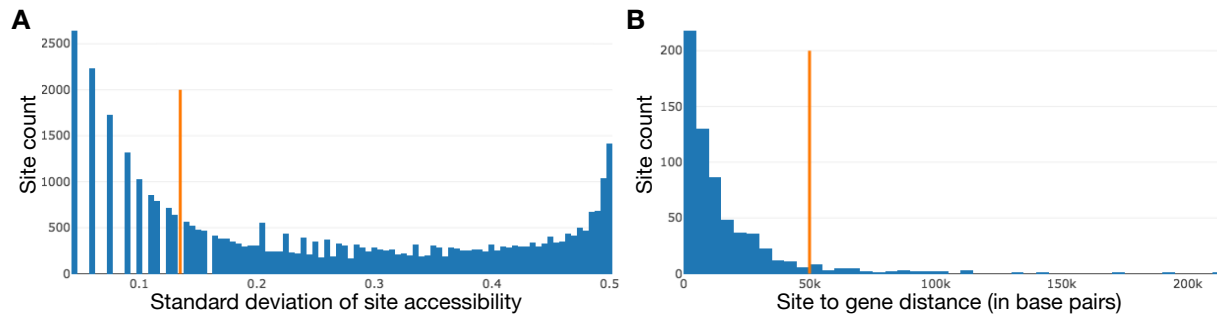 A
Site count
2500
2000
1500
1000
500
0
0.1 0.2 0.3 0.4 0.5
Standard deviation of site accessibility
B
Site count
200
150
100
50
0
0 50k 100k 150k 200k
Site to gene distance (in base pairs)